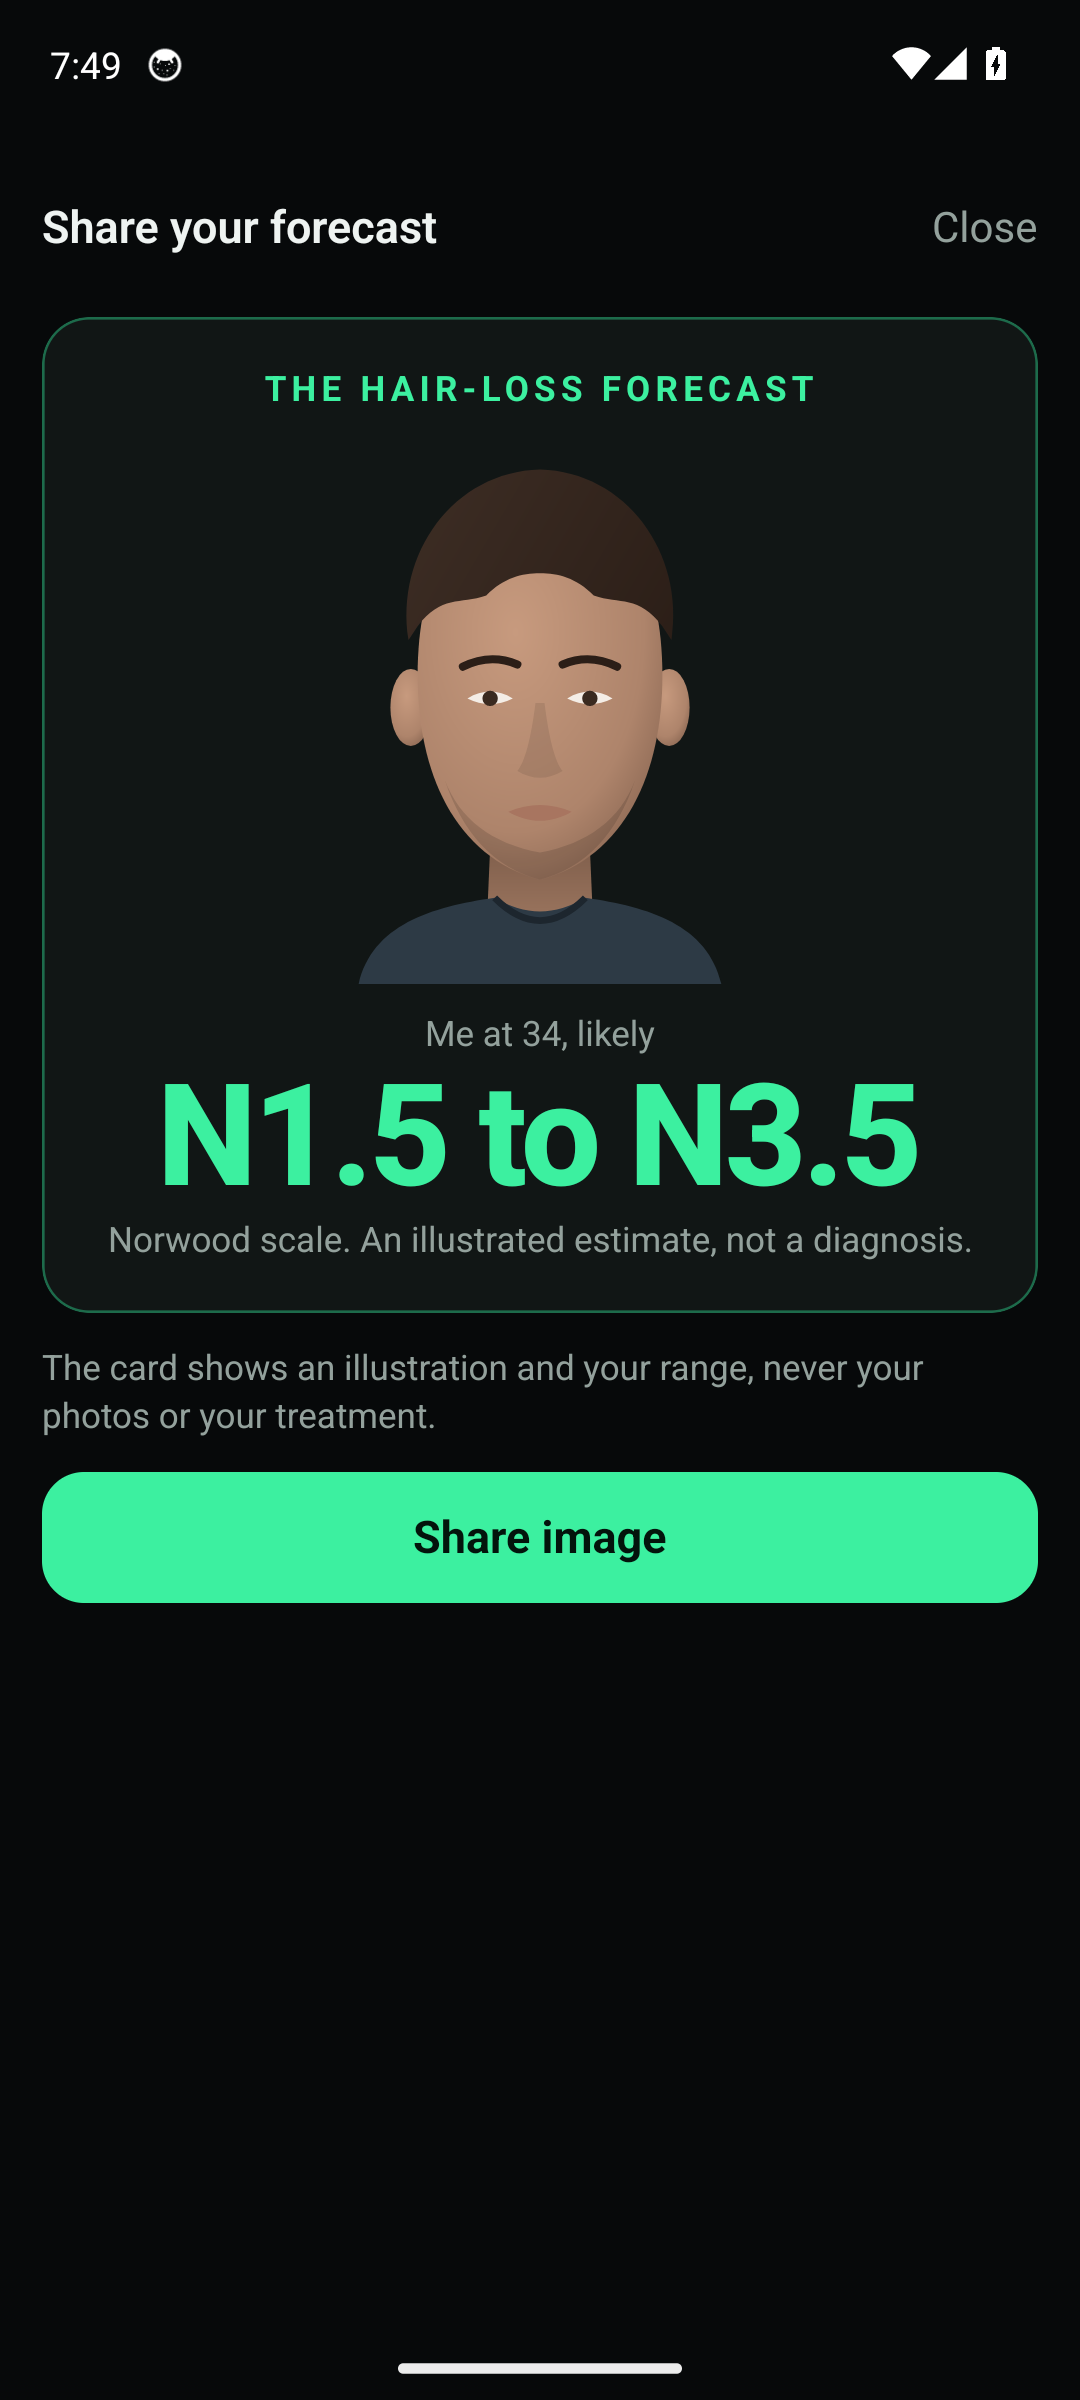 7:49
Share your forecast
Close
THE HAIR-LOSS FORECAST
Me at 34, likely
N1.5 to N3.5
Norwood scale. An illustrated estimate, not a diagnosis.
The card shows an illustration and your range, never your
photos or your treatment.
Share image